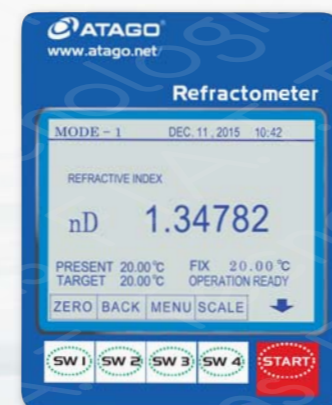 ATAGO®
www.atago.net
Refractometer
MODE - 1 DEC. 11 , 2015 10:42
REFRACTIVE INDEX
nD 1.34782
PRESENT 20.00℃ FIX 20.00℃
TARGET 20.00℃ OPERATION READY
ZERO BACK MENU SCALE
SW 1 SW 2 SW 3 SW 4 START